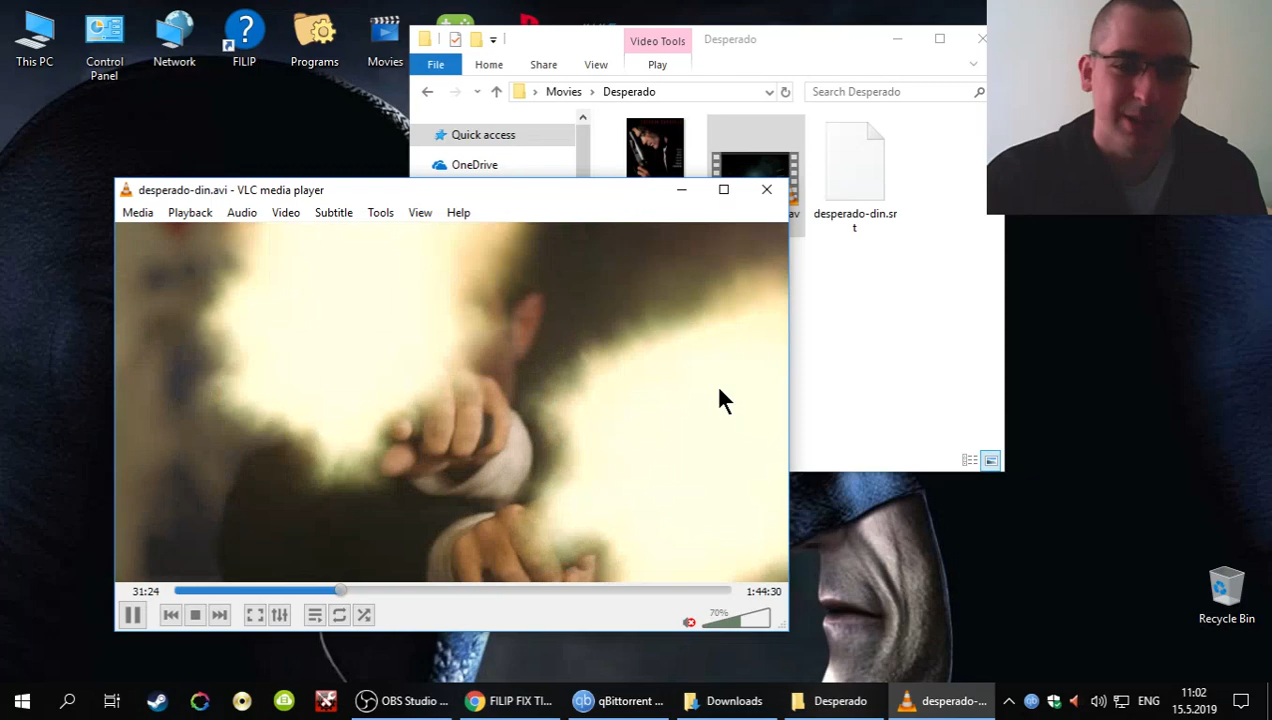 This PC
Control
Panel
Network
FILIP
Programs
Movies
Video Tools
Desperado
File
Home
Share
View
Play
Movies
Desperado
Search Desperado
Quick access
OneDrive
av
desperado-din.sr
t
desperado-din.avi - VLC media player
Media
Playback
Audio
Video
Subtitle
Tools
View
Help
31:24
1:44:30
70%
Recycle Bin
OBS Studio ...
FILIP FIX TI...
qBittorrent ...
Downloads
Desperado
desperado-...
ENG
11:02
15.5.2019